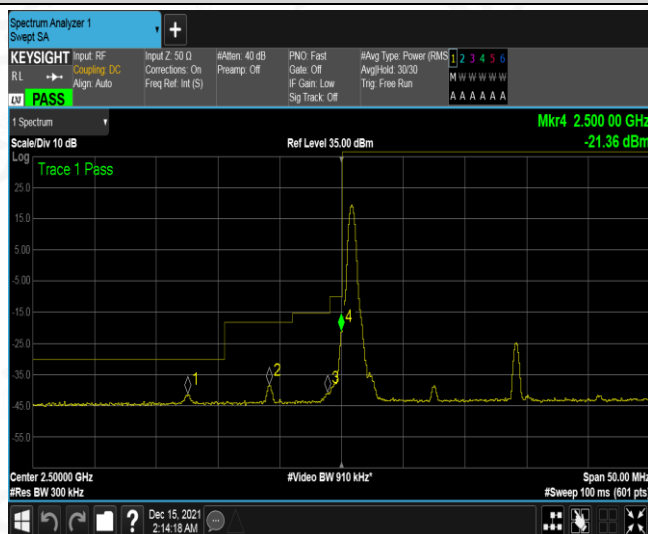 Spectrum Analyzer 1
Swept SA
+
KEYSIGHT Input: RF Input Z: 50 Ω #Atten: 40 dB PNO: Fast #Avg Type: Power (RMS 1 2 3 4 5 6
RL Coupling: DC Corrections: On Preamp: Off Gate: Off Avg|Hold: 30/30 M W W W W W
Align: Auto Freq Ref: Int (S) IF Gain: Low Trig: Free Run
Sig Track: Off A A A A A A
LXI PASS
1 Spectrum Mkr4 2.500 00 GHz
Scale/Div 10 dB Ref Level 35.00 dBm -21.36 dBm
Log
Trace 1 Pass
25.0
15.0
5.00
-5.00
-15.0
4
-25.0
-35.0
1 2 3
-45.0
-55.0
Center 2.50000 GHz #Video BW 910 kHz* Span 50.00 MHz
#Res BW 300 kHz #Sweep 100 ms (601 pts)
? Dec 15, 2021
2:14:18 AM